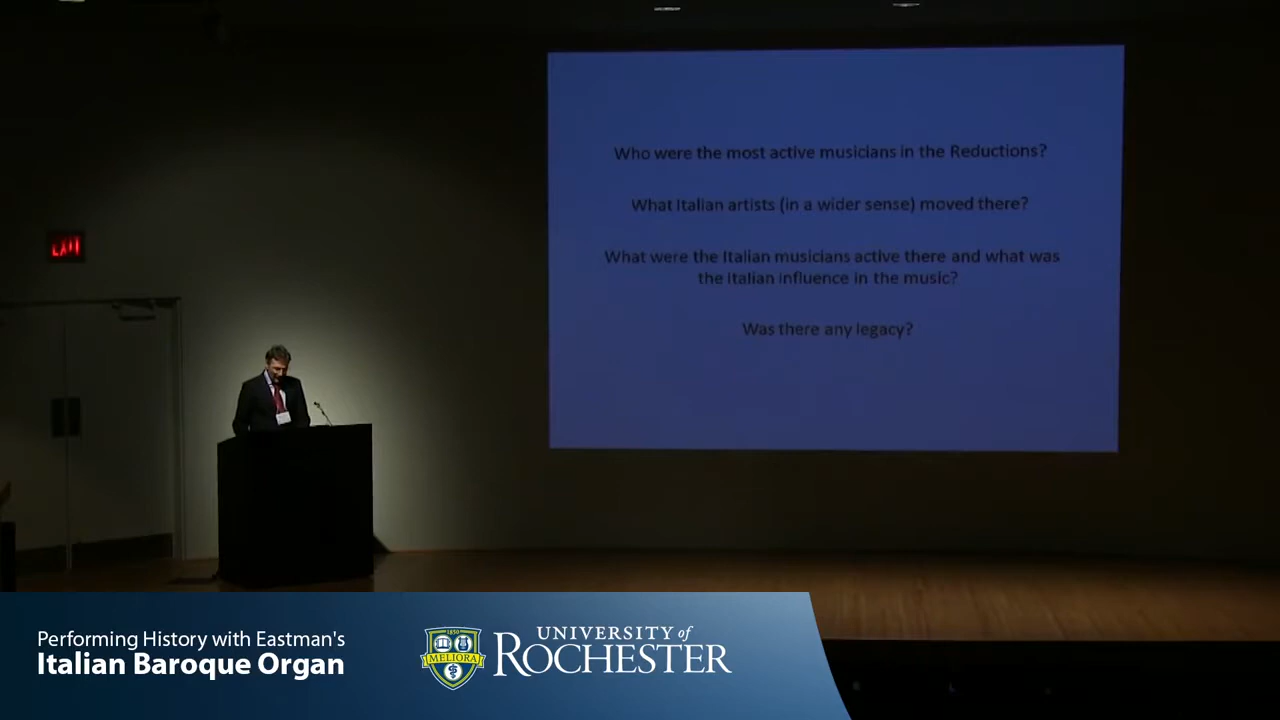 Who were the most active musicians in the Reductions?
What Italian artists (in a wider sense) moved there?
What were the Italian musicians active there and what was
the Italian influence in the music?
Was there any legacy?
EXIT
Performing History with Eastman's
Italian Baroque Organ
1850
MELIORA
UNIVERSITY of
ROCHESTER